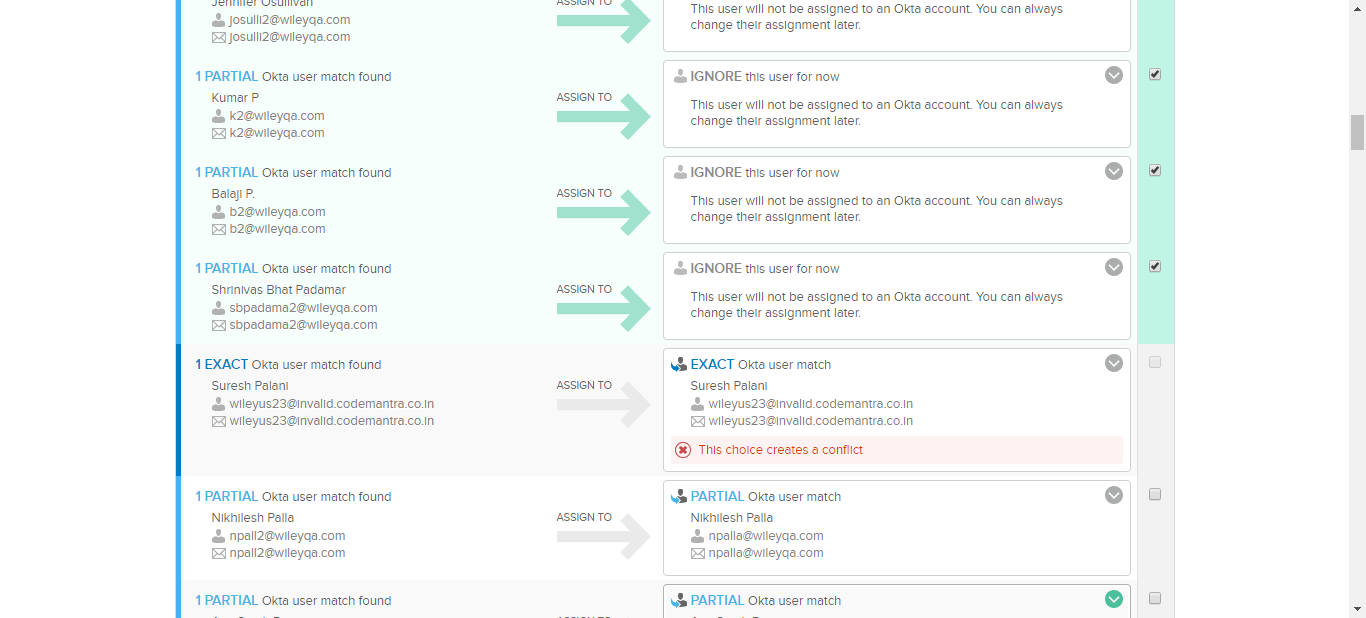 Jennifer Osullivan
ASSIGN TO
josulli2@wileyqa.com
josulli2@wileyqa.com
This user will not be assigned to an Okta account. You can always
change their assignment later.
1 PARTIAL Okta user match found
Kumar P
k2@wileyqa.com
k2@wileyqa.com
ASSIGN TO
IGNORE this user for now
This user will not be assigned to an Okta account. You can always
change their assignment later.
1 PARTIAL Okta user match found
Balaji P.
b2@wileyqa.com
b2@wileyqa.com
ASSIGN TO
IGNORE this user for now
This user will not be assigned to an Okta account. You can always
change their assignment later.
1 PARTIAL Okta user match found
Shrinivas Bhat Padamar
sbpadama2@wileyqa.com
sbpadama2@wileyqa.com
ASSIGN TO
IGNORE this user for now
This user will not be assigned to an Okta account. You can always
change their assignment later.
1 EXACT Okta user match found
Suresh Palani
wileyus23@invalid.codemantra.co.in
wileyus23@invalid.codemantra.co.in
ASSIGN TO
EXACT Okta user match
Suresh Palani
wileyus23@invalid.codemantra.co.in
wileyus23@invalid.codemantra.co.in
This choice creates a conflict
1 PARTIAL Okta user match found
Nikhilesh Palla
npall2@wileyqa.com
npall2@wileyqa.com
ASSIGN TO
PARTIAL Okta user match
Nikhilesh Palla
npalla@wileyqa.com
npalla@wileyqa.com
1 PARTIAL Okta user match found
PARTIAL Okta user match